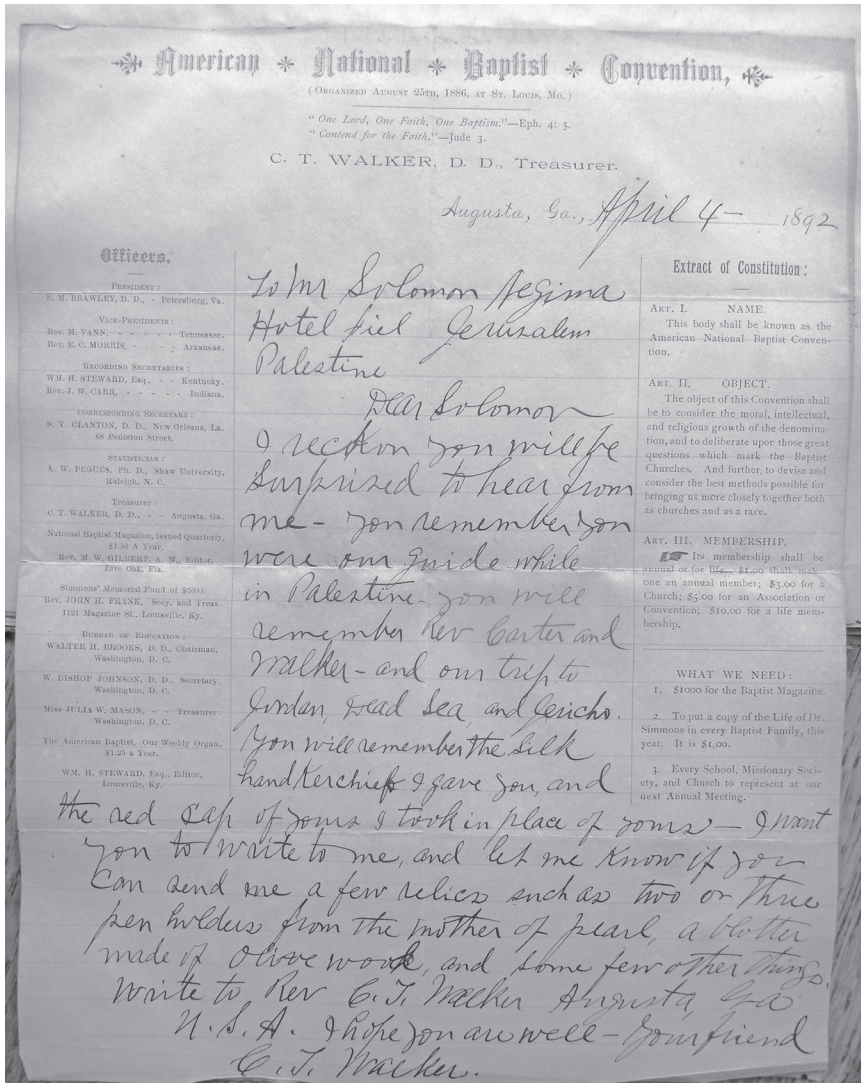 American * National * Baptist * Convention,
(ORGANIZED AUGUST 25TH, 1886, AT ST. LOUIS, MO.)
"One Lord, One Faith, One Baptism."—Eph. 4: 5.
"Contend for the Faith."—Jude 3.
C. T. WALKER, D. D., Treasurer.
Augusta, Ga., April 4— 1892
Officers.
PRESIDENT:
E. M. BRAWLEY, D. D., - Petersburg, Va.
VICE-PRESIDENTS:
Rev. M. VANN, - - - - - Tennessee.
Rev. E. C. MORRIS, - - - - ; Arkansas.
RECORDING SECRETARIES:
WM. H. STEWARD, Esq., - - Kentucky.
Rev. J. W. CARR, - - - - - Indiana.
CORRESPONDING SECRETARY:
S. T. CLANTON, D. D., New Orleans, La.
68 Peniston Street.
STATISTICIAN:
A. W. PEGUES, Ph. D., Shaw University,
Raleigh, N. C.
Treasurer:
C. T. WALKER, D. D., - - Augusta, Ga.
National Baptist Magazine, Issued Quarterly,
$1.50 A Year.
Rev. M. W. GILBERT, A. M., Editor,
Live Oak, Fla.
Simmons' Memorial Fund of $5000.
Rev. JOHN H. FRANK, Secy. and Treas.
1121 Magazine St., Louisville, Ky.
BUREAU OF EDUCATION:
WALTER H. BROOKS, D. D., Chairman,
Washington, D. C.
W. BISHOP JOHNSON, D. D., Secretary.
Washington, D. C.
Miss JULIA W. MASON, - - Treasurer.
Washington, D. C.
The American Baptist, Our Weekly Organ,
$1.25 a Year.
WM. H. STEWARD, Esq., Editor,
Louisville, Ky.
To Mr Solomon Negima
Hotel Jerusalem
Palestine
Dear Solomon
I reckon you will be
surprized to hear from
me - you remember you
were our guide while
in Palestine - you will
remember Rev Carter and
Walker - and our trip to
Jordan, Dead Sea, and Jericho.
You will remember the silk
handkerchief I gave you, and
the red cap of yours I took in place of yours — I want
you to write to me, and let me know if you
can send me a few relics such as two or three
pen holders from the mother of pearl, a blotter
made of olive wood, and some few other things.
Write to Rev C. T. Walker Augusta, Ga
U.S.A. I hope you are well - Your friend
C. T. Walker.
Extract of Constitution:
ART. I. NAME.
This body shall be known as the
American National Baptist Conven-
tion.
ART. II. OBJECT.
The object of this Convention shall
be to consider the moral, intellectual,
and religious growth of the denomina-
tion, and to deliberate upon those great
questions which mark the Baptist
Churches. And further, to devise and
consider the best methods possible for
bringing us more closely together both
as churches and as a race.
ART. III. MEMBERSHIP.
Its membership shall be
annual or for life. $1.00 shall make
one an annual member; $3.00 for a
Church; $5.00 for an Association or
Convention; $10.00 for a life mem-
bership.
WHAT WE NEED:
1. $1000 for the Baptist Magazine.
2. To put a copy of the Life of Dr.
Simmons in every Baptist Family, this
year. It is $1.00.
3. Every School, Missionary Soci-
ety, and Church to represent at our
next Annual Meeting.